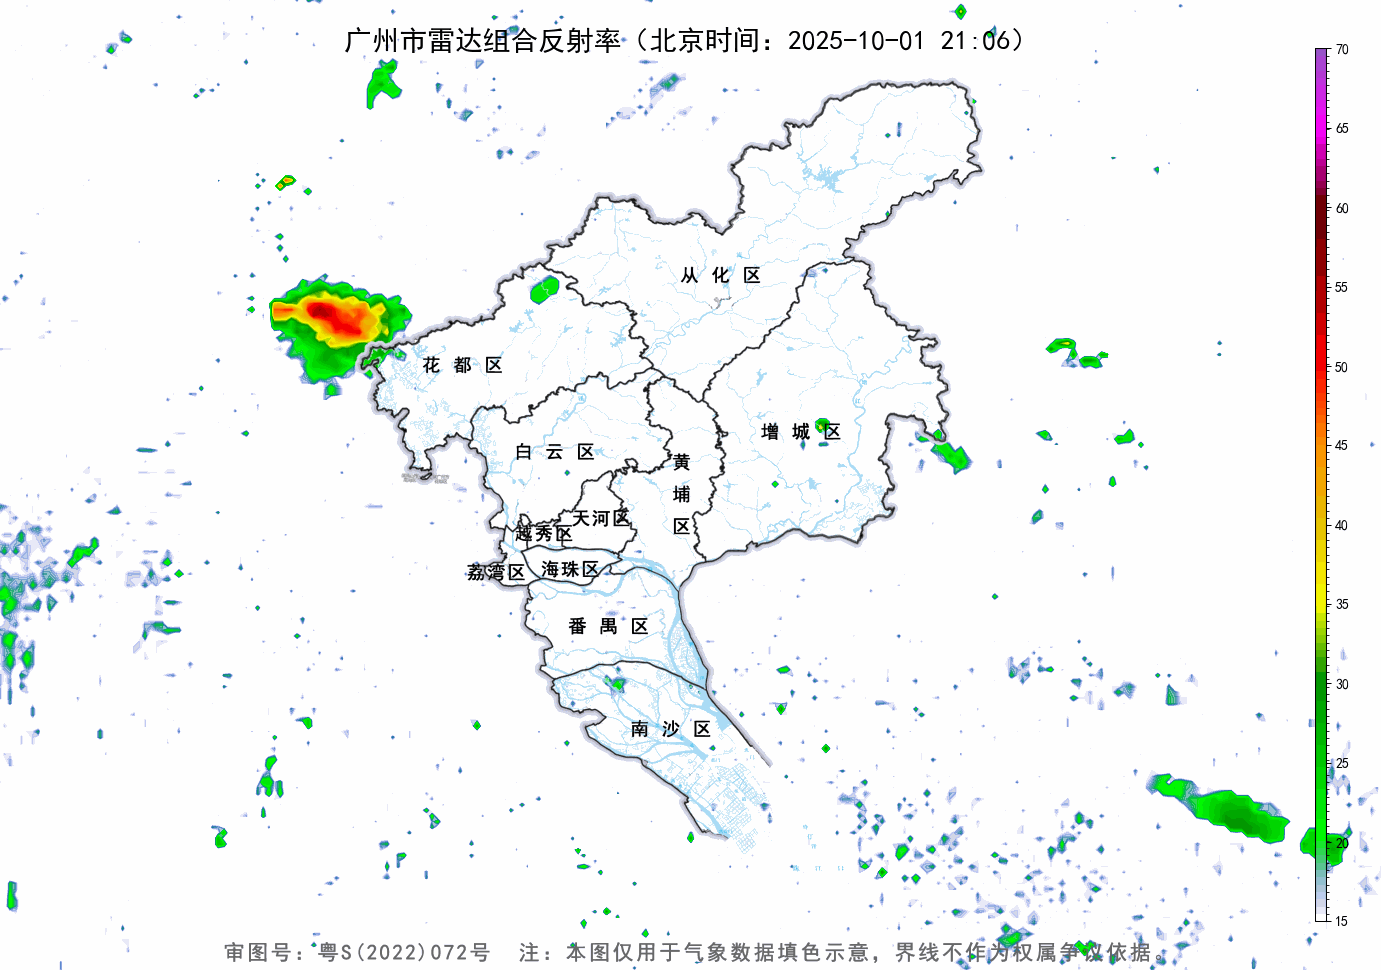 广州市雷达组合反射率（北京时间：2025-10-01 21:06）
70
65
60
55
50
45
40
35
30
25
20
15
从化区
花都区
增城区
白云区
黄埔区
天河区
越秀区
荔湾区
海珠区
番禺区
南沙区
审图号：粤S(2022)072号 注：本图仅用于气象数据填色示意，界线不作为权属争议依据。